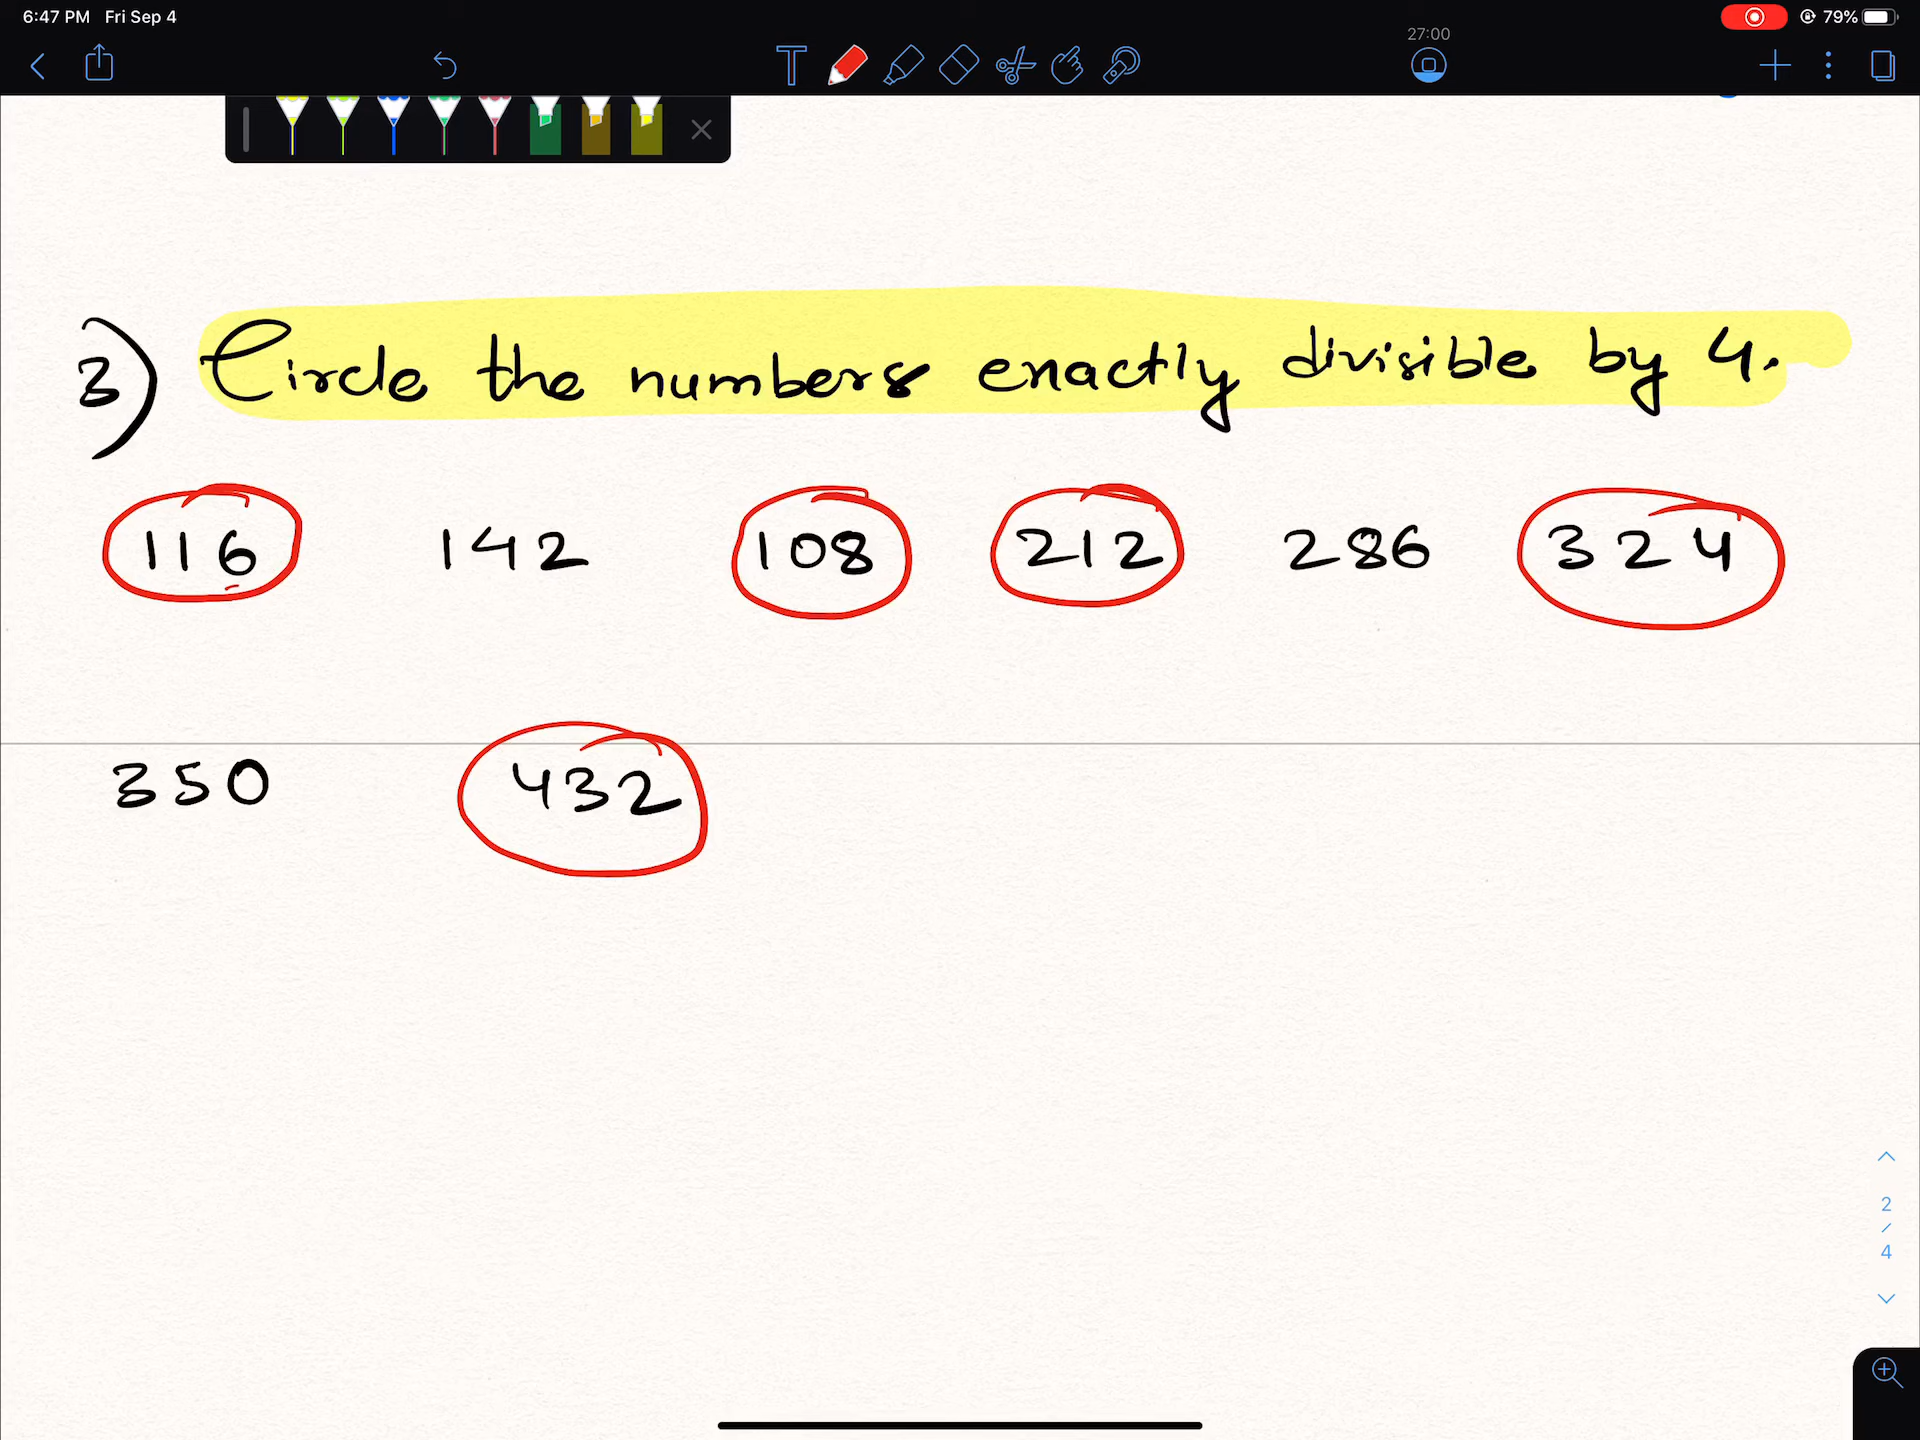 6:47 PM Fri Sep 4
79%
27:00
3) Circle the numbers enactly divisible by 4.
116 142 108 212 286 324
350 432
2
/
4